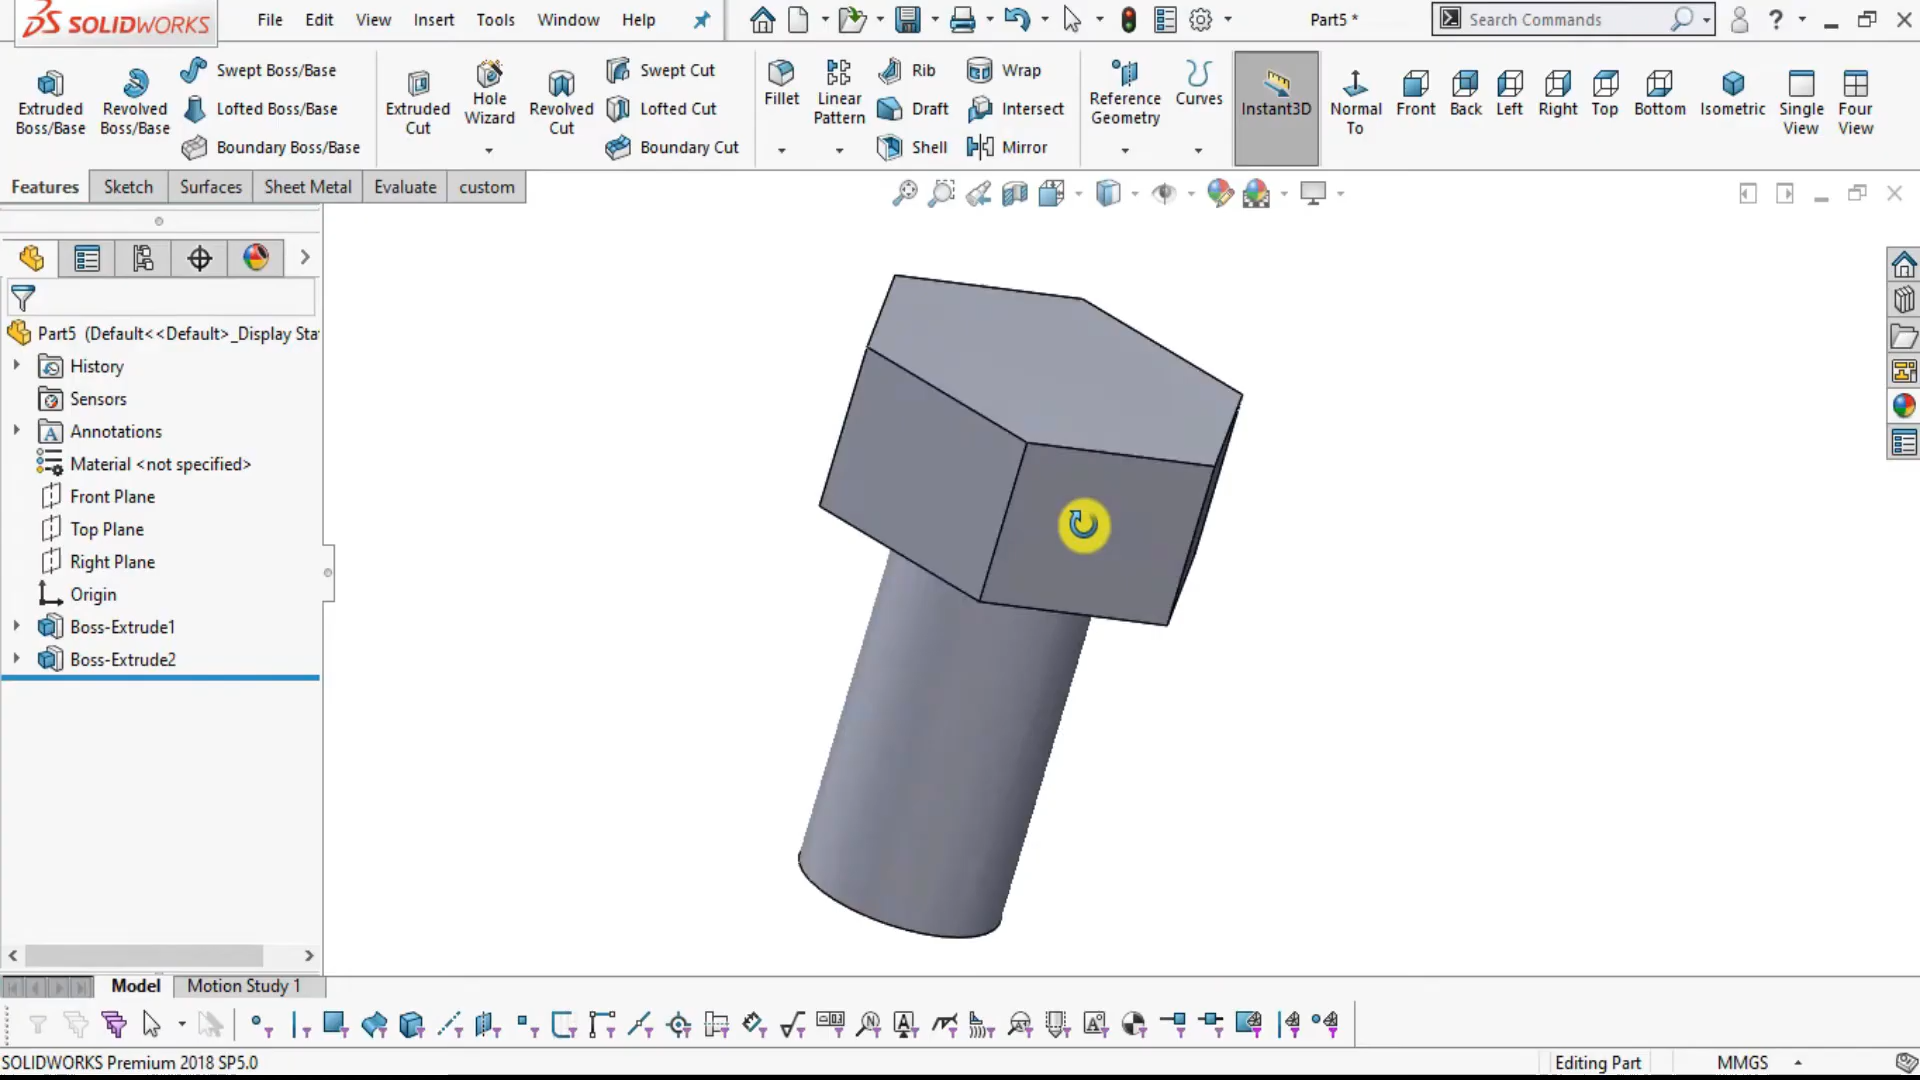 SOLIDWORKS File Edit View Insert Tools Window Help Part5 * Search Commands ?
Extruded Boss/Base
Revolved Boss/Base
Swept Boss/Base
Lofted Boss/Base
Boundary Boss/Base
Extruded Cut
Hole Wizard
Revolved Cut
Swept Cut
Lofted Cut
Boundary Cut
Fillet
Linear Pattern
Rib
Draft
Shell
Wrap
Intersect
Mirror
Reference Geometry
Curves
Instant3D
Normal To
Front
Back
Left
Right
Top
Bottom
Isometric
Single View
Four View
Features Sketch Surfaces Sheet Metal Evaluate custom
Part5 (Default<<Default>_Display Sta
History
Sensors
Annotations
Material <not specified>
Front Plane
Top Plane
Right Plane
Origin
Boss-Extrude1
Boss-Extrude2
Model Motion Study 1
SOLIDWORKS Premium 2018 SP5.0 Editing Part MMGS